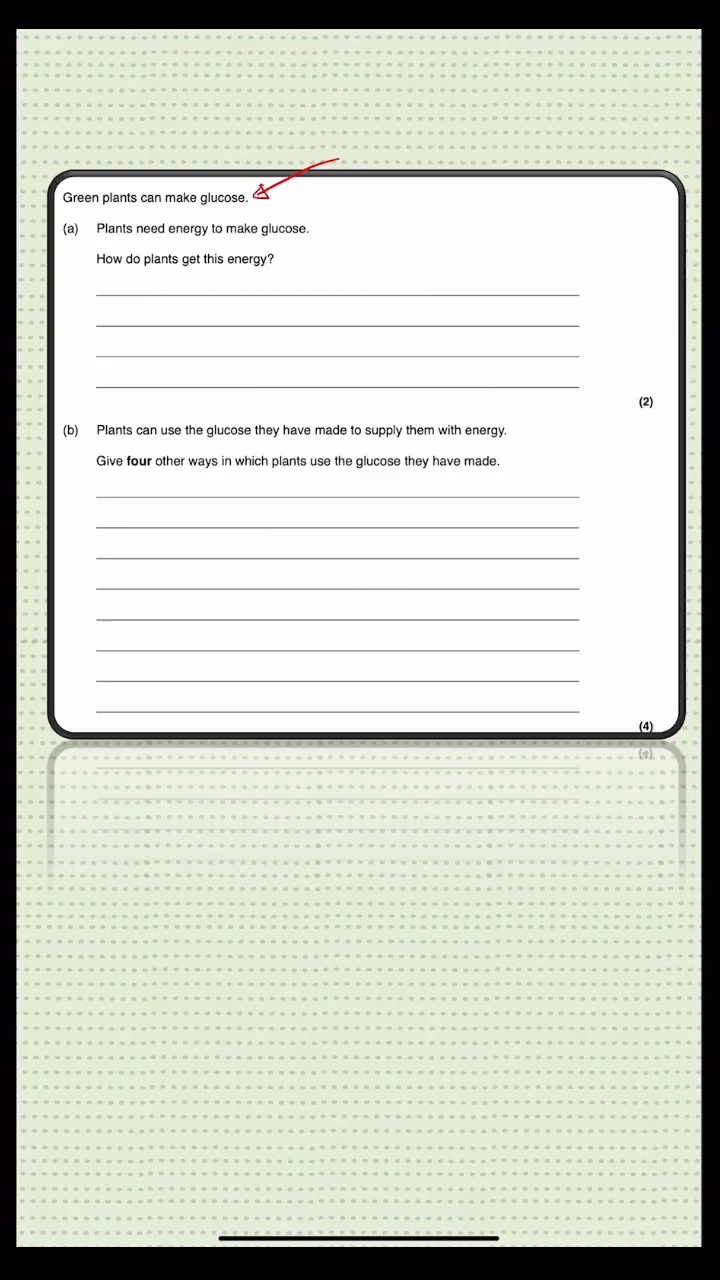 Green plants can make glucose.
(a) Plants need energy to make glucose.
How do plants get this energy?
(2)
(b) Plants can use the glucose they have made to supply them with energy.
Give four other ways in which plants use the glucose they have made.
(4)